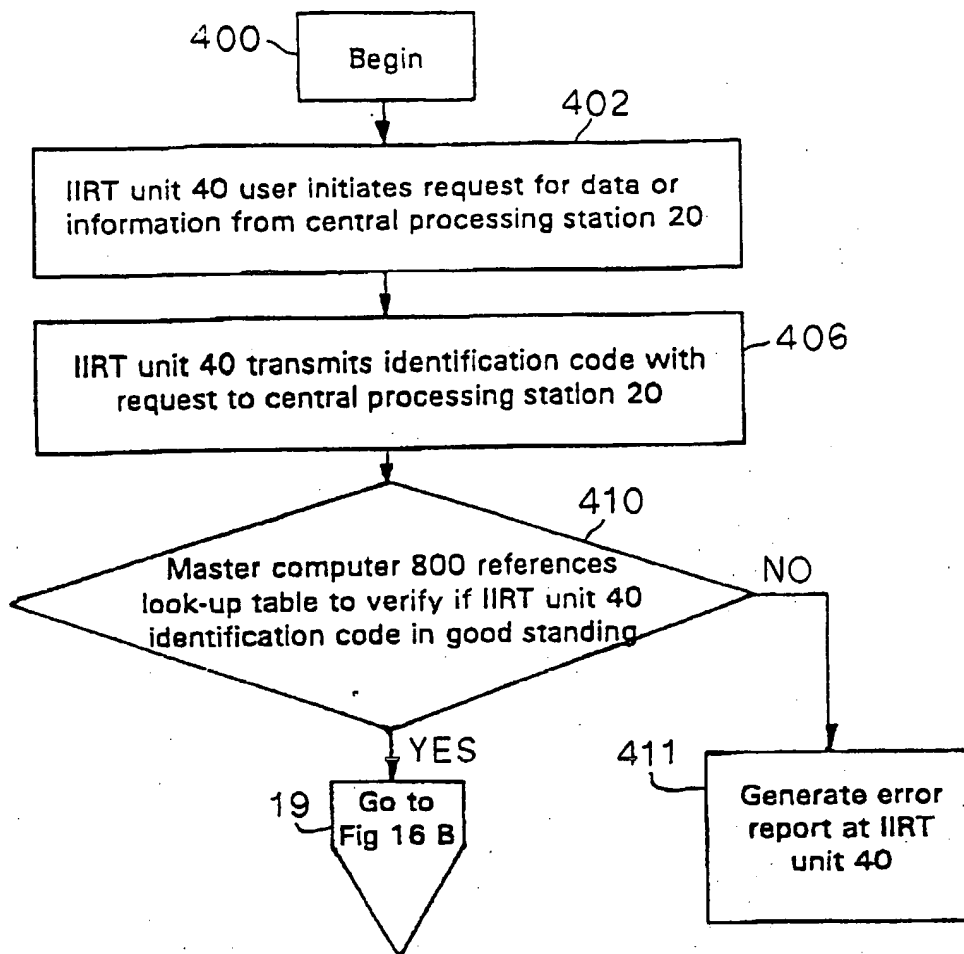 400
Begin
402
IIRT unit 40 user initiates request for data or
information from central processing station 20
IIRT unit 40 transmits identification code with
request to central processing station 20
406
410
Master computer 800 references
look-up table to verify if IIRT unit 40
identification code in good standing
NO
YES
19
Go to
Fig 16 B
411
Generate error
report at IIRT
unit 40